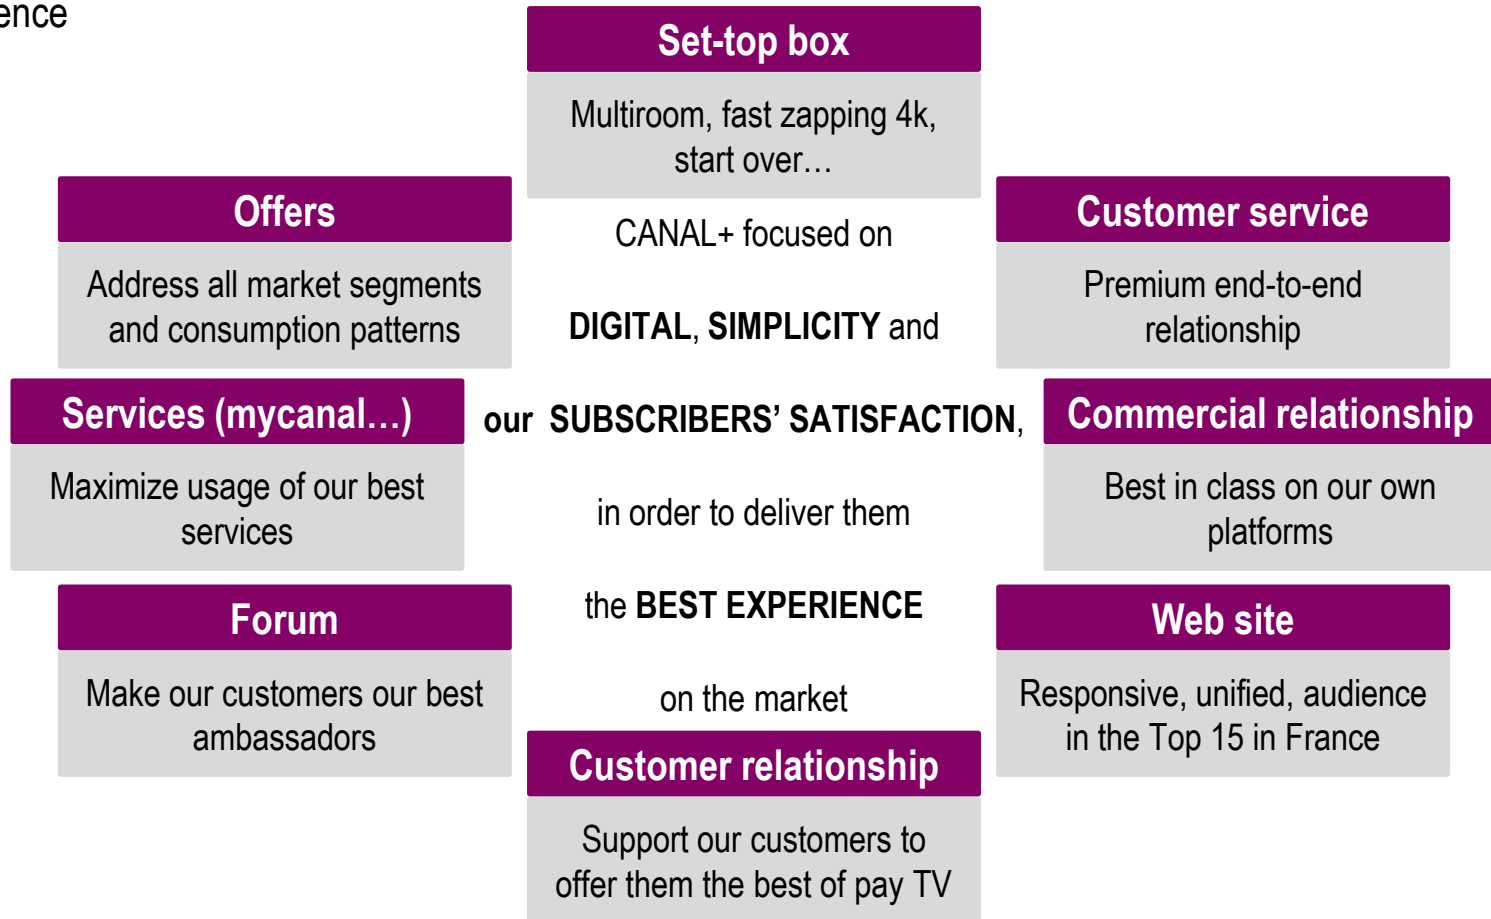 ence
Set-top box
Multiroom, fast zapping 4k,
start over…
Offers
Address all market segments
and consumption patterns
Customer service
Premium end-to-end
relationship
Services (mycanal…)
Maximize usage of our best
services
CANAL+ focused on
DIGITAL, SIMPLICITY and
our SUBSCRIBERS’ SATISFACTION,
in order to deliver them
the BEST EXPERIENCE
on the market
Commercial relationship
Best in class on our own
platforms
Forum
Make our customers our best
ambassadors
Web site
Responsive, unified, audience
in the Top 15 in France
Customer relationship
Support our customers to
offer them the best of pay TV